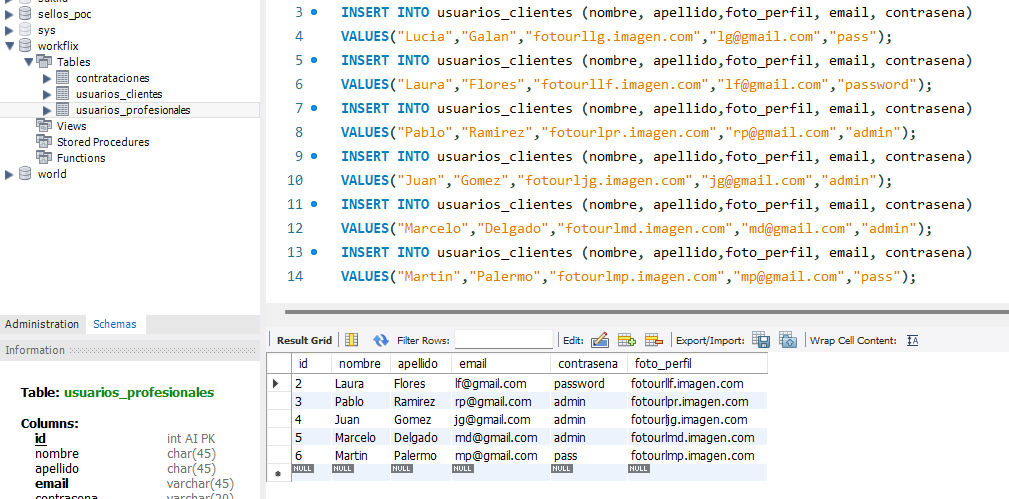 sellos_poc
sys
workflix
Tables
contrataciones
usuarios_clientes
usuarios_profesionales
Views
Stored Procedures
Functions
world
Administration Schemas
Information
Table: usuarios_profesionales
Columns:
id int AI PK
nombre char(45)
apellido char(45)
email varchar(45)
contrasena varchar(20)
3 INSERT INTO usuarios_clientes (nombre, apellido,foto_perfil, email, contrasena)
4 VALUES("Lucia","Galan","fotourllg.imagen.com","lg@gmail.com","pass");
5 INSERT INTO usuarios_clientes (nombre, apellido,foto_perfil, email, contrasena)
6 VALUES("Laura","Flores","fotourllf.imagen.com","lf@gmail.com","password");
7 INSERT INTO usuarios_clientes (nombre, apellido,foto_perfil, email, contrasena)
8 VALUES("Pablo","Ramirez","fotourlpr.imagen.com","rp@gmail.com","admin");
9 INSERT INTO usuarios_clientes (nombre, apellido,foto_perfil, email, contrasena)
10 VALUES("Juan","Gomez","fotourljg.imagen.com","jg@gmail.com","admin");
11 INSERT INTO usuarios_clientes (nombre, apellido,foto_perfil, email, contrasena)
12 VALUES("Marcelo","Delgado","fotourlmd.imagen.com","md@gmail.com","admin");
13 INSERT INTO usuarios_clientes (nombre, apellido,foto_perfil, email, contrasena)
14 VALUES("Martin","Palermo","fotourlmp.imagen.com","mp@gmail.com","pass");
Result Grid Filter Rows: Edit: Export/Import: Wrap Cell Content: IA
id nombre apellido email contrasena foto_perfil
2 Laura Flores lf@gmail.com password fotourllf.imagen.com
3 Pablo Ramirez rp@gmail.com admin fotourlpr.imagen.com
4 Juan Gomez jg@gmail.com admin fotourljg.imagen.com
5 Marcelo Delgado md@gmail.com admin fotourlmd.imagen.com
6 Martin Palermo mp@gmail.com pass fotourlmp.imagen.com
NULL NULL NULL NULL NULL NULL